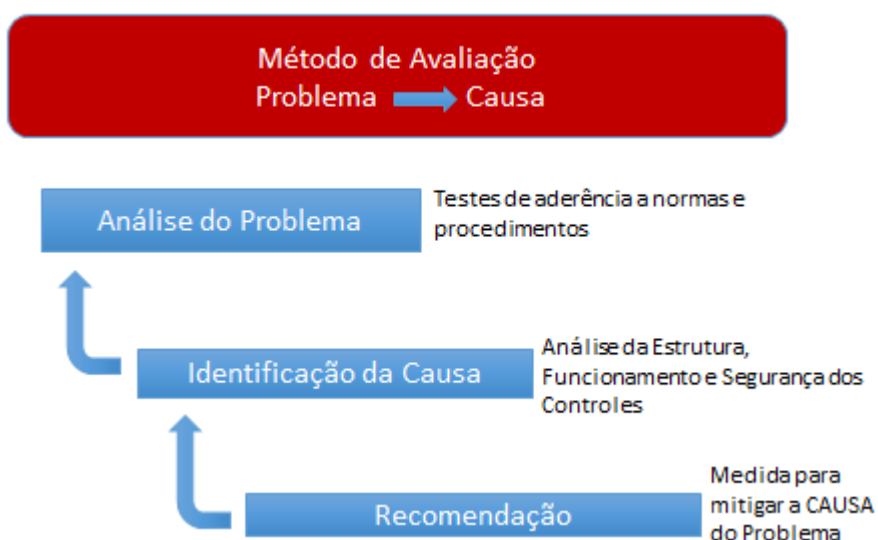 Método de Avaliação
Problema Causa
Análise do Problema
Testes de aderência a normas e
procedimentos
Identificação da Causa
Análise da Estrutura,
Funcionamento e Segurança dos
Controles
Recomendação
Medida para
mitigar a CAUSA
do Problema